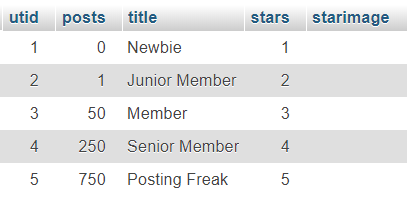 utid posts title stars starimage
1 0 Newbie 1
2 1 Junior Member 2
3 50 Member 3
4 250 Senior Member 4
5 750 Posting Freak 5